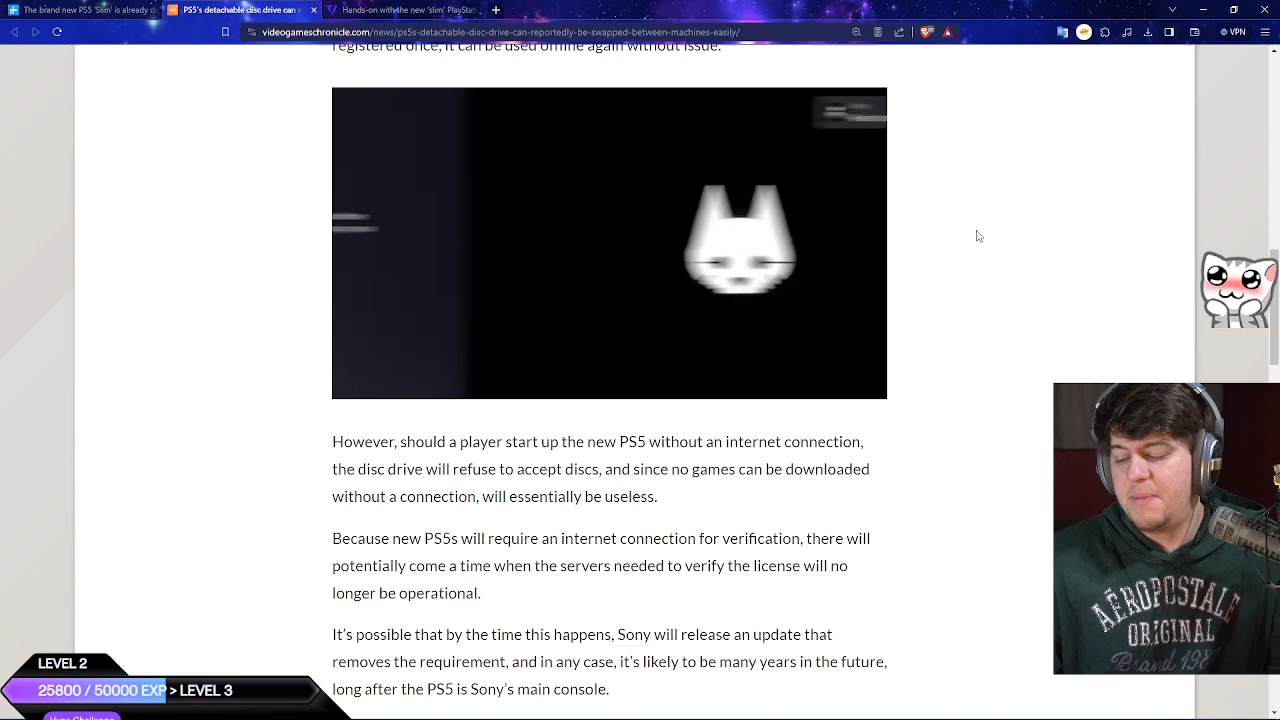 The brand new PS5 'Slim' is already d
PS5's detachable disc drive can r
Hands-on with the new 'slim' PlaySta
videogameschronicle.com/news/ps5s-detachable-disc-drive-can-reportedly-be-swapped-between-machines-easily/
VPN
registered once, it can be used offline again without issue.
However, should a player start up the new PS5 without an internet connection,
the disc drive will refuse to accept discs, and since no games can be downloaded
without a connection, will essentially be useless.
Because new PS5s will require an internet connection for verification, there will
potentially come a time when the servers needed to verify the license will no
longer be operational.
It's possible that by the time this happens, Sony will release an update that
removes the requirement, and in any case, it's likely to be many years in the future,
long after the PS5 is Sony's main console.
AÉROPOSTALE
ORIGINAL
Brand 198
LEVEL 2
25800 / 50000 EXP > LEVEL 3
Hype Challenge